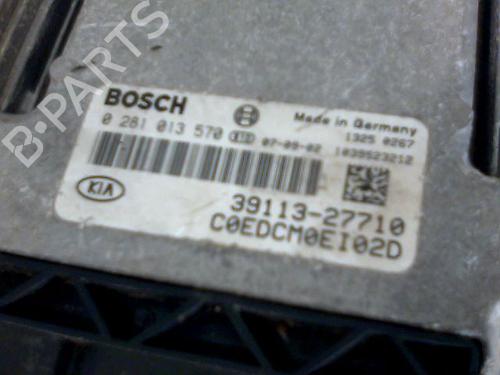 BOSCH
Made in Germany
0 281 013 570
07-09-02
1325 0267
1039S23212
KIA
39113-27710
C0EDCM0EI02D
B-PARTS